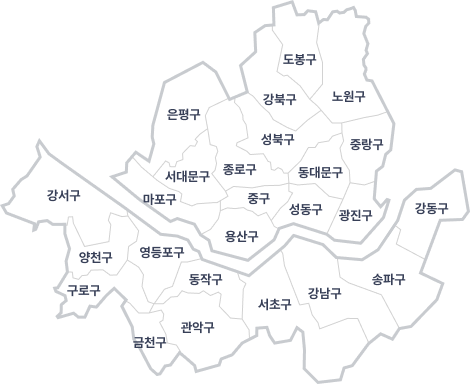 도봉구
노원구
강북구
은평구
성북구
중랑구
종로구
동대문구
서대문구
마포구
중구
성동구
광진구
강서구
강동구
용산구
양천구
영등포구
동작구
송파구
구로구
강남구
서초구
관악구
금천구